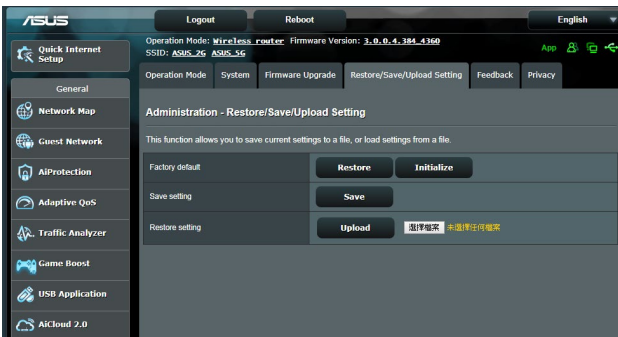 ASUS
Logout
Reboot
English
Quick Internet Setup
Operation Mode: Wireless router Firmware Version: 3.0.0.4.384_4360
SSID: ASUS_2G ASUS_5G
App
Operation Mode
System
Firmware Upgrade
Restore/Save/Upload Setting
Feedback
Privacy
General
Network Map
Guest Network
AiProtection
Adaptive QoS
Traffic Analyzer
Game Boost
USB Application
AiCloud 2.0
Administration - Restore/Save/Upload Setting
This function allows you to save current settings to a file, or load settings from a file.
Factory default
Restore
Initialize
Save setting
Save
Restore setting
Upload
選擇檔案 未選擇任何檔案